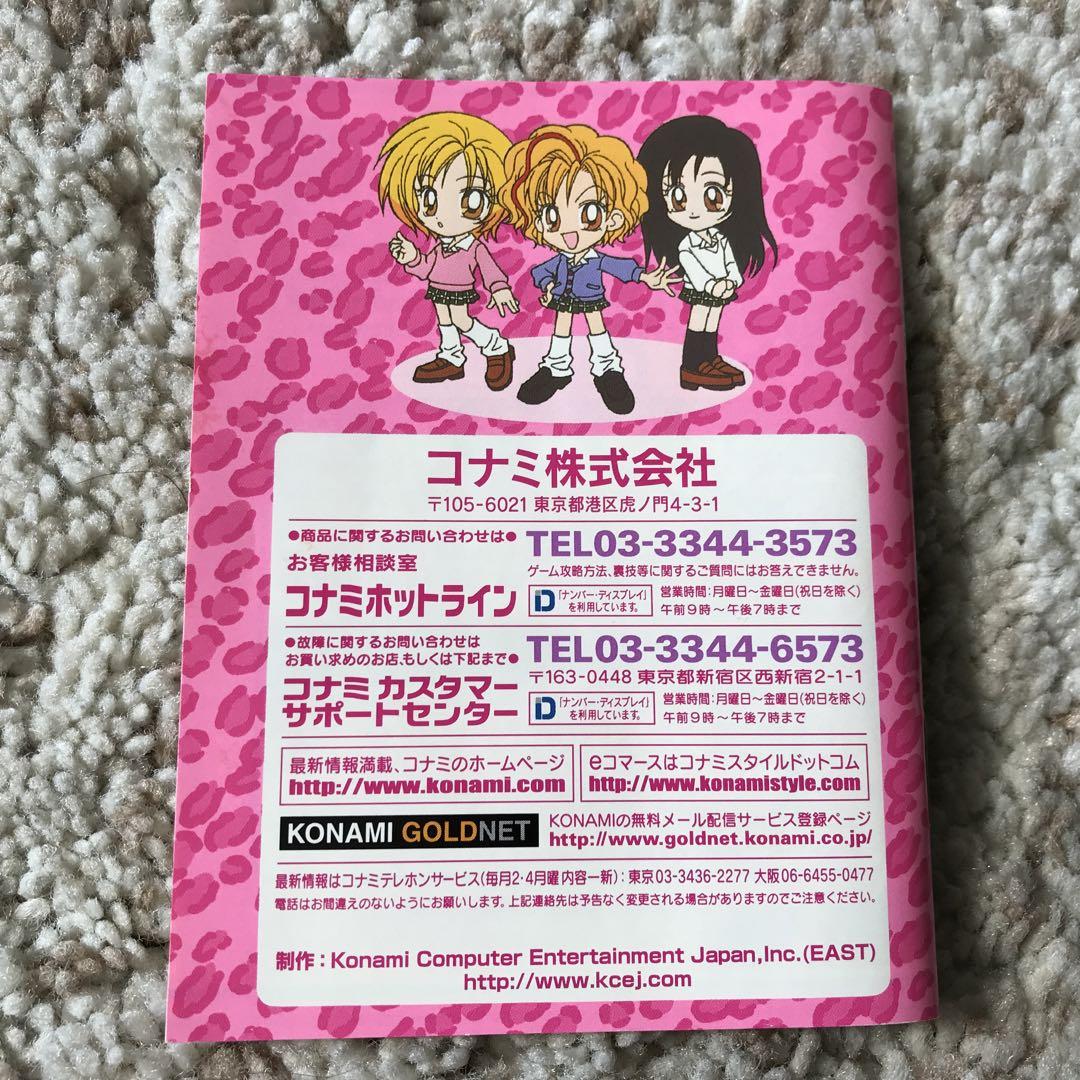 コナミ株式会社
〒105-6021 東京都港区虎ノ門4-3-1
●商品に関するお問い合わせは●
お客様相談室
コナミホットライン
TEL03-3344-3573
ゲーム攻略方法、裏技等に関するご質問にはお答えできません。
D
「ナンバー・ディスプレイ」
を利用しています。
営業時間:月曜日〜金曜日(祝日を除く)
午前9時〜午後7時まで
●故障に関するお問い合わせは
お買い求めのお店、もしくは下記まで●
コナミ カスタマー
サポートセンター
TEL03-3344-6573
〒163-0448 東京都新宿区西新宿2-1-1
D
「ナンバー・ディスプレイ」
を利用しています。
営業時間:月曜日〜金曜日(祝日を除く)
午前9時〜午後7時まで
最新情報満載、コナミのホームページ
http://www.konami.com
eコマースはコナミスタイルドットコム
http://www.konamistyle.com
KONAMI GOLDNET
KONAMIの無料メール配信サービス登録ページ
http://www.goldnet.konami.co.jp/
最新情報はコナミテレホンサービス(毎月2・4月曜 内容一新):東京03-3436-2277 大阪06-6455-0477
電話はお間違えのないようにお願いします。上記連絡先は予告なく変更される場合がありますのでご注意ください。
制作:Konami Computer Entertainment Japan,Inc.(EAST)
http://www.kcej.com